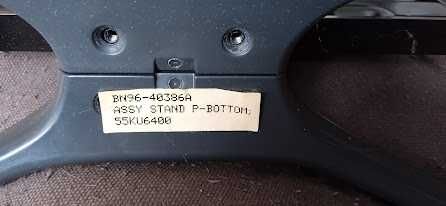 BN96-40386A
ASSY STAND P-BOTTOM;
55KU6400